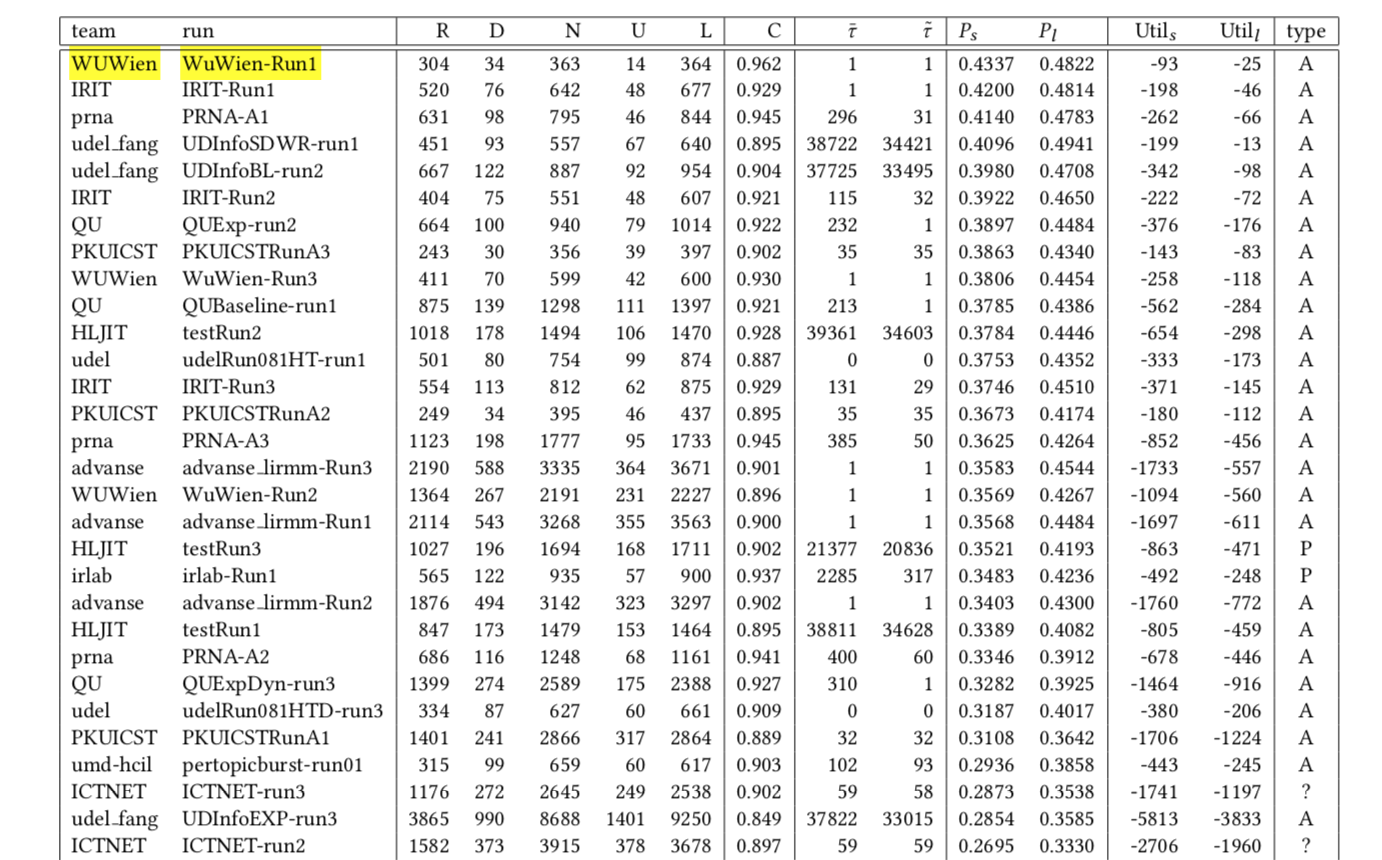 team run R D N U L C τ̄ τ̃ Pₛ Pₗ Utilₛ Utilₗ type
WUWien WuWien-Run1 304 34 363 14 364 0.962 1 1 0.4337 0.4822 -93 -25 A
IRIT IRIT-Run1 520 76 642 48 677 0.929 1 1 0.4200 0.4814 -198 -46 A
prna PRNA-A1 631 98 795 46 844 0.945 296 31 0.4140 0.4783 -262 -66 A
udel_fang UDInfoSDWR-run1 451 93 557 67 640 0.895 38722 34421 0.4096 0.4941 -199 -13 A
udel_fang UDInfoBL-run2 667 122 887 92 954 0.904 37725 33495 0.3980 0.4708 -342 -98 A
IRIT IRIT-Run2 404 75 551 48 607 0.921 115 32 0.3922 0.4650 -222 -72 A
QU QUExp-run2 664 100 940 79 1014 0.922 232 1 0.3897 0.4484 -376 -176 A
PKUICST PKUICSTRunA3 243 30 356 39 397 0.902 35 35 0.3863 0.4340 -143 -83 A
WUWien WuWien-Run3 411 70 599 42 600 0.930 1 1 0.3806 0.4454 -258 -118 A
QU QUBaseline-run1 875 139 1298 111 1397 0.921 213 1 0.3785 0.4386 -562 -284 A
HLJIT testRun2 1018 178 1494 106 1470 0.928 39361 34603 0.3784 0.4446 -654 -298 A
udel udelRun081HT-run1 501 80 754 99 874 0.887 0 0 0.3753 0.4352 -333 -173 A
IRIT IRIT-Run3 554 113 812 62 875 0.929 131 29 0.3746 0.4510 -371 -145 A
PKUICST PKUICSTRunA2 249 34 395 46 437 0.895 35 35 0.3673 0.4174 -180 -112 A
prna PRNA-A3 1123 198 1777 95 1733 0.945 385 50 0.3625 0.4264 -852 -456 A
advanse advanse_lirmm-Run3 2190 588 3335 364 3671 0.901 1 1 0.3583 0.4544 -1733 -557 A
WUWien WuWien-Run2 1364 267 2191 231 2227 0.896 1 1 0.3569 0.4267 -1094 -560 A
advanse advanse_lirmm-Run1 2114 543 3268 355 3563 0.900 1 1 0.3568 0.4484 -1697 -611 A
HLJIT testRun3 1027 196 1694 168 1711 0.902 21377 20836 0.3521 0.4193 -863 -471 P
irlab irlab-Run1 565 122 935 57 900 0.937 2285 317 0.3483 0.4236 -492 -248 P
advanse advanse_lirmm-Run2 1876 494 3142 323 3297 0.902 1 1 0.3403 0.4300 -1760 -772 A
HLJIT testRun1 847 173 1479 153 1464 0.895 38811 34628 0.3389 0.4082 -805 -459 A
prna PRNA-A2 686 116 1248 68 1161 0.941 400 60 0.3346 0.3912 -678 -446 A
QU QUExpDyn-run3 1399 274 2589 175 2388 0.927 310 1 0.3282 0.3925 -1464 -916 A
udel udelRun081HTD-run3 334 87 627 60 661 0.909 0 0 0.3187 0.4017 -380 -206 A
PKUICST PKUICSTRunA1 1401 241 2866 317 2864 0.889 32 32 0.3108 0.3642 -1706 -1224 A
umd-hcil pertopicburst-run01 315 99 659 60 617 0.903 102 93 0.2936 0.3858 -443 -245 A
ICTNET ICTNET-run3 1176 272 2645 249 2538 0.902 59 58 0.2873 0.3538 -1741 -1197 ?
udel_fang UDInfoEXP-run3 3865 990 8688 1401 9250 0.849 37822 33015 0.2854 0.3585 -5813 -3833 A
ICTNET ICTNET-run2 1582 373 3915 378 3678 0.897 59 59 0.2695 0.3330 -2706 -1960 ?